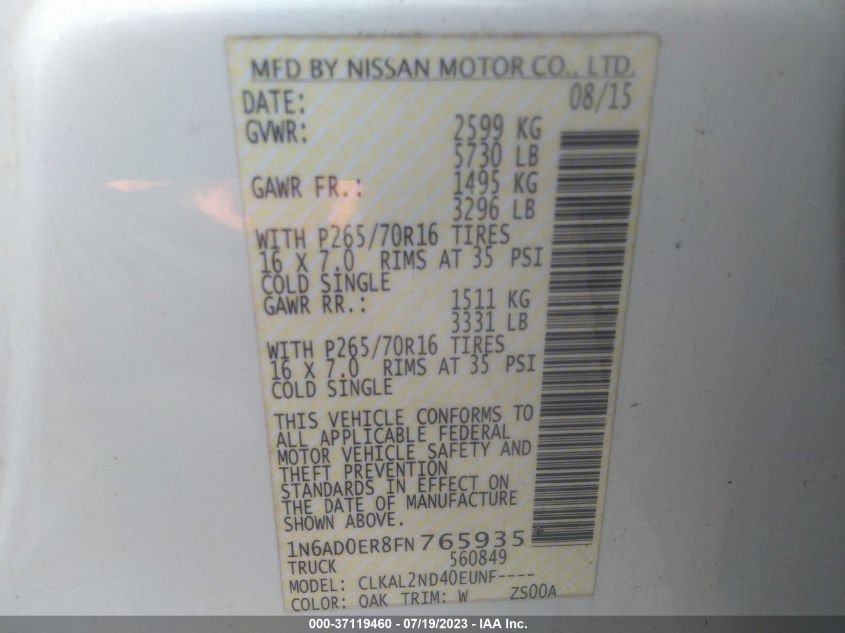 MFD BY NISSAN MOTOR CO., LTD.
DATE: 08/15
GVWR: 2599 KG
5730 LB
GAWR FR.: 1495 KG
3296 LB
WITH P265/70R16 TIRES
16 X 7.0 RIMS AT 35 PSI
COLD SINGLE
GAWR RR.: 1511 KG
3331 LB
WITH P265/70R16 TIRES
16 X 7.0 RIMS AT 35 PSI
COLD SINGLE
THIS VEHICLE CONFORMS TO
ALL APPLICABLE FEDERAL
MOTOR VEHICLE SAFETY AND
THEFT PREVENTION
STANDARDS IN EFFECT ON
THE DATE OF MANUFACTURE
SHOWN ABOVE.
1N6AD0ER8FN 765935
TRUCK 560849
MODEL: CLKAL2ND40EUNF----
COLOR: QAK TRIM: W ZS00A
000-37119460 - 07/19/2023 - IAA Inc.